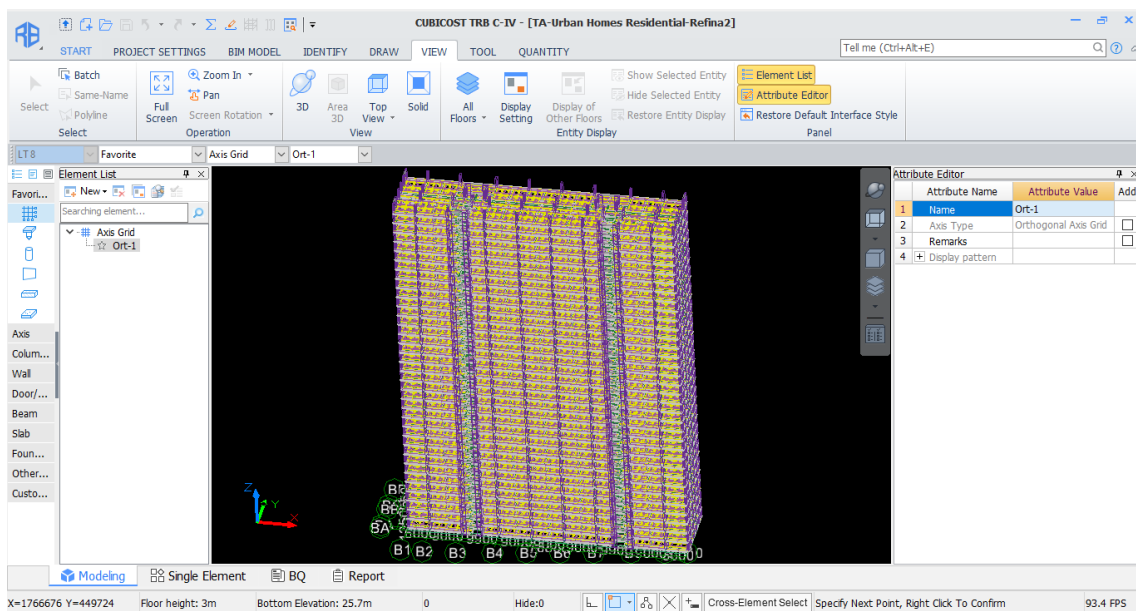 CUBICOST TRB C-IV - [TA-Urban Homes Residential-Refina2]
START PROJECT SETTINGS BIM MODEL IDENTIFY DRAW VIEW TOOL QUANTITY
Tell me (Ctrl+Alt+E)
Select
Batch
Same-Name
Polyline
Select
Full Screen
Zoom In
Pan
Screen Rotation
Operation
3D
Area 3D
Top View
Solid
View
All Floors
Display Setting
Display of Other Floors
Show Selected Entity
Hide Selected Entity
Restore Entity Display
Entity Display
Element List
Attribute Editor
Restore Default Interface Style
Panel
LT8 Favorite Axis Grid Ort-1
Element List
Favori...
New
Searching element...
Axis Grid
Ort-1
Axis
Colum...
Wall
Door/...
Beam
Slab
Foun...
Other...
Custo...
Z
Y
X
BA
B1 B2 B3 B4 B5 B6 B7
Attribute Editor
Attribute Name Attribute Value Add
1 Name Ort-1
2 Axis Type Orthogonal Axis Grid
3 Remarks
4 Display pattern
Modeling Single Element BQ Report
X=1766676 Y=449724 Floor height: 3m Bottom Elevation: 25.7m 0 Hide:0 Cross-Element Select Specify Next Point, Right Click To Confirm 93.4 FPS